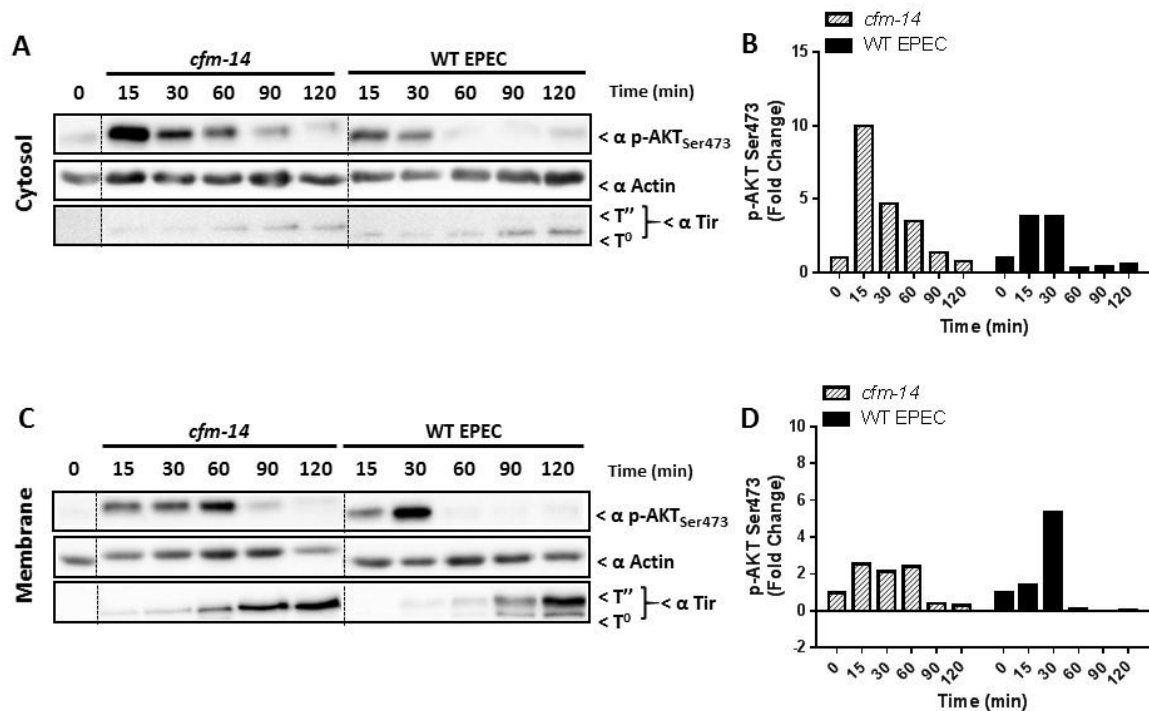 A
cfm-14 WT EPEC
0 15 30 60 90 120 15 30 60 90 120 Time (min)
Cytosol
< α p-AKTSer473
< α Actin
< T’’
< T⁰
< α Tir
B
cfm-14
WT EPEC
15
10
5
0
p-AKT Ser473
(Fold Change)
0 15 30 60 90 120 0 15 30 60 90 120
Time (min)
C
cfm-14 WT EPEC
0 15 30 60 90 120 15 30 60 90 120 Time (min)
Membrane
< α p-AKTSer473
< α Actin
< T’’
< T⁰
< α Tir
D
cfm-14
WT EPEC
10
8
6
4
2
0
-2
p-AKT Ser473
(Fold Change)
0 15 30 60 90 120 0 15 30 60 90 120
Time (min)